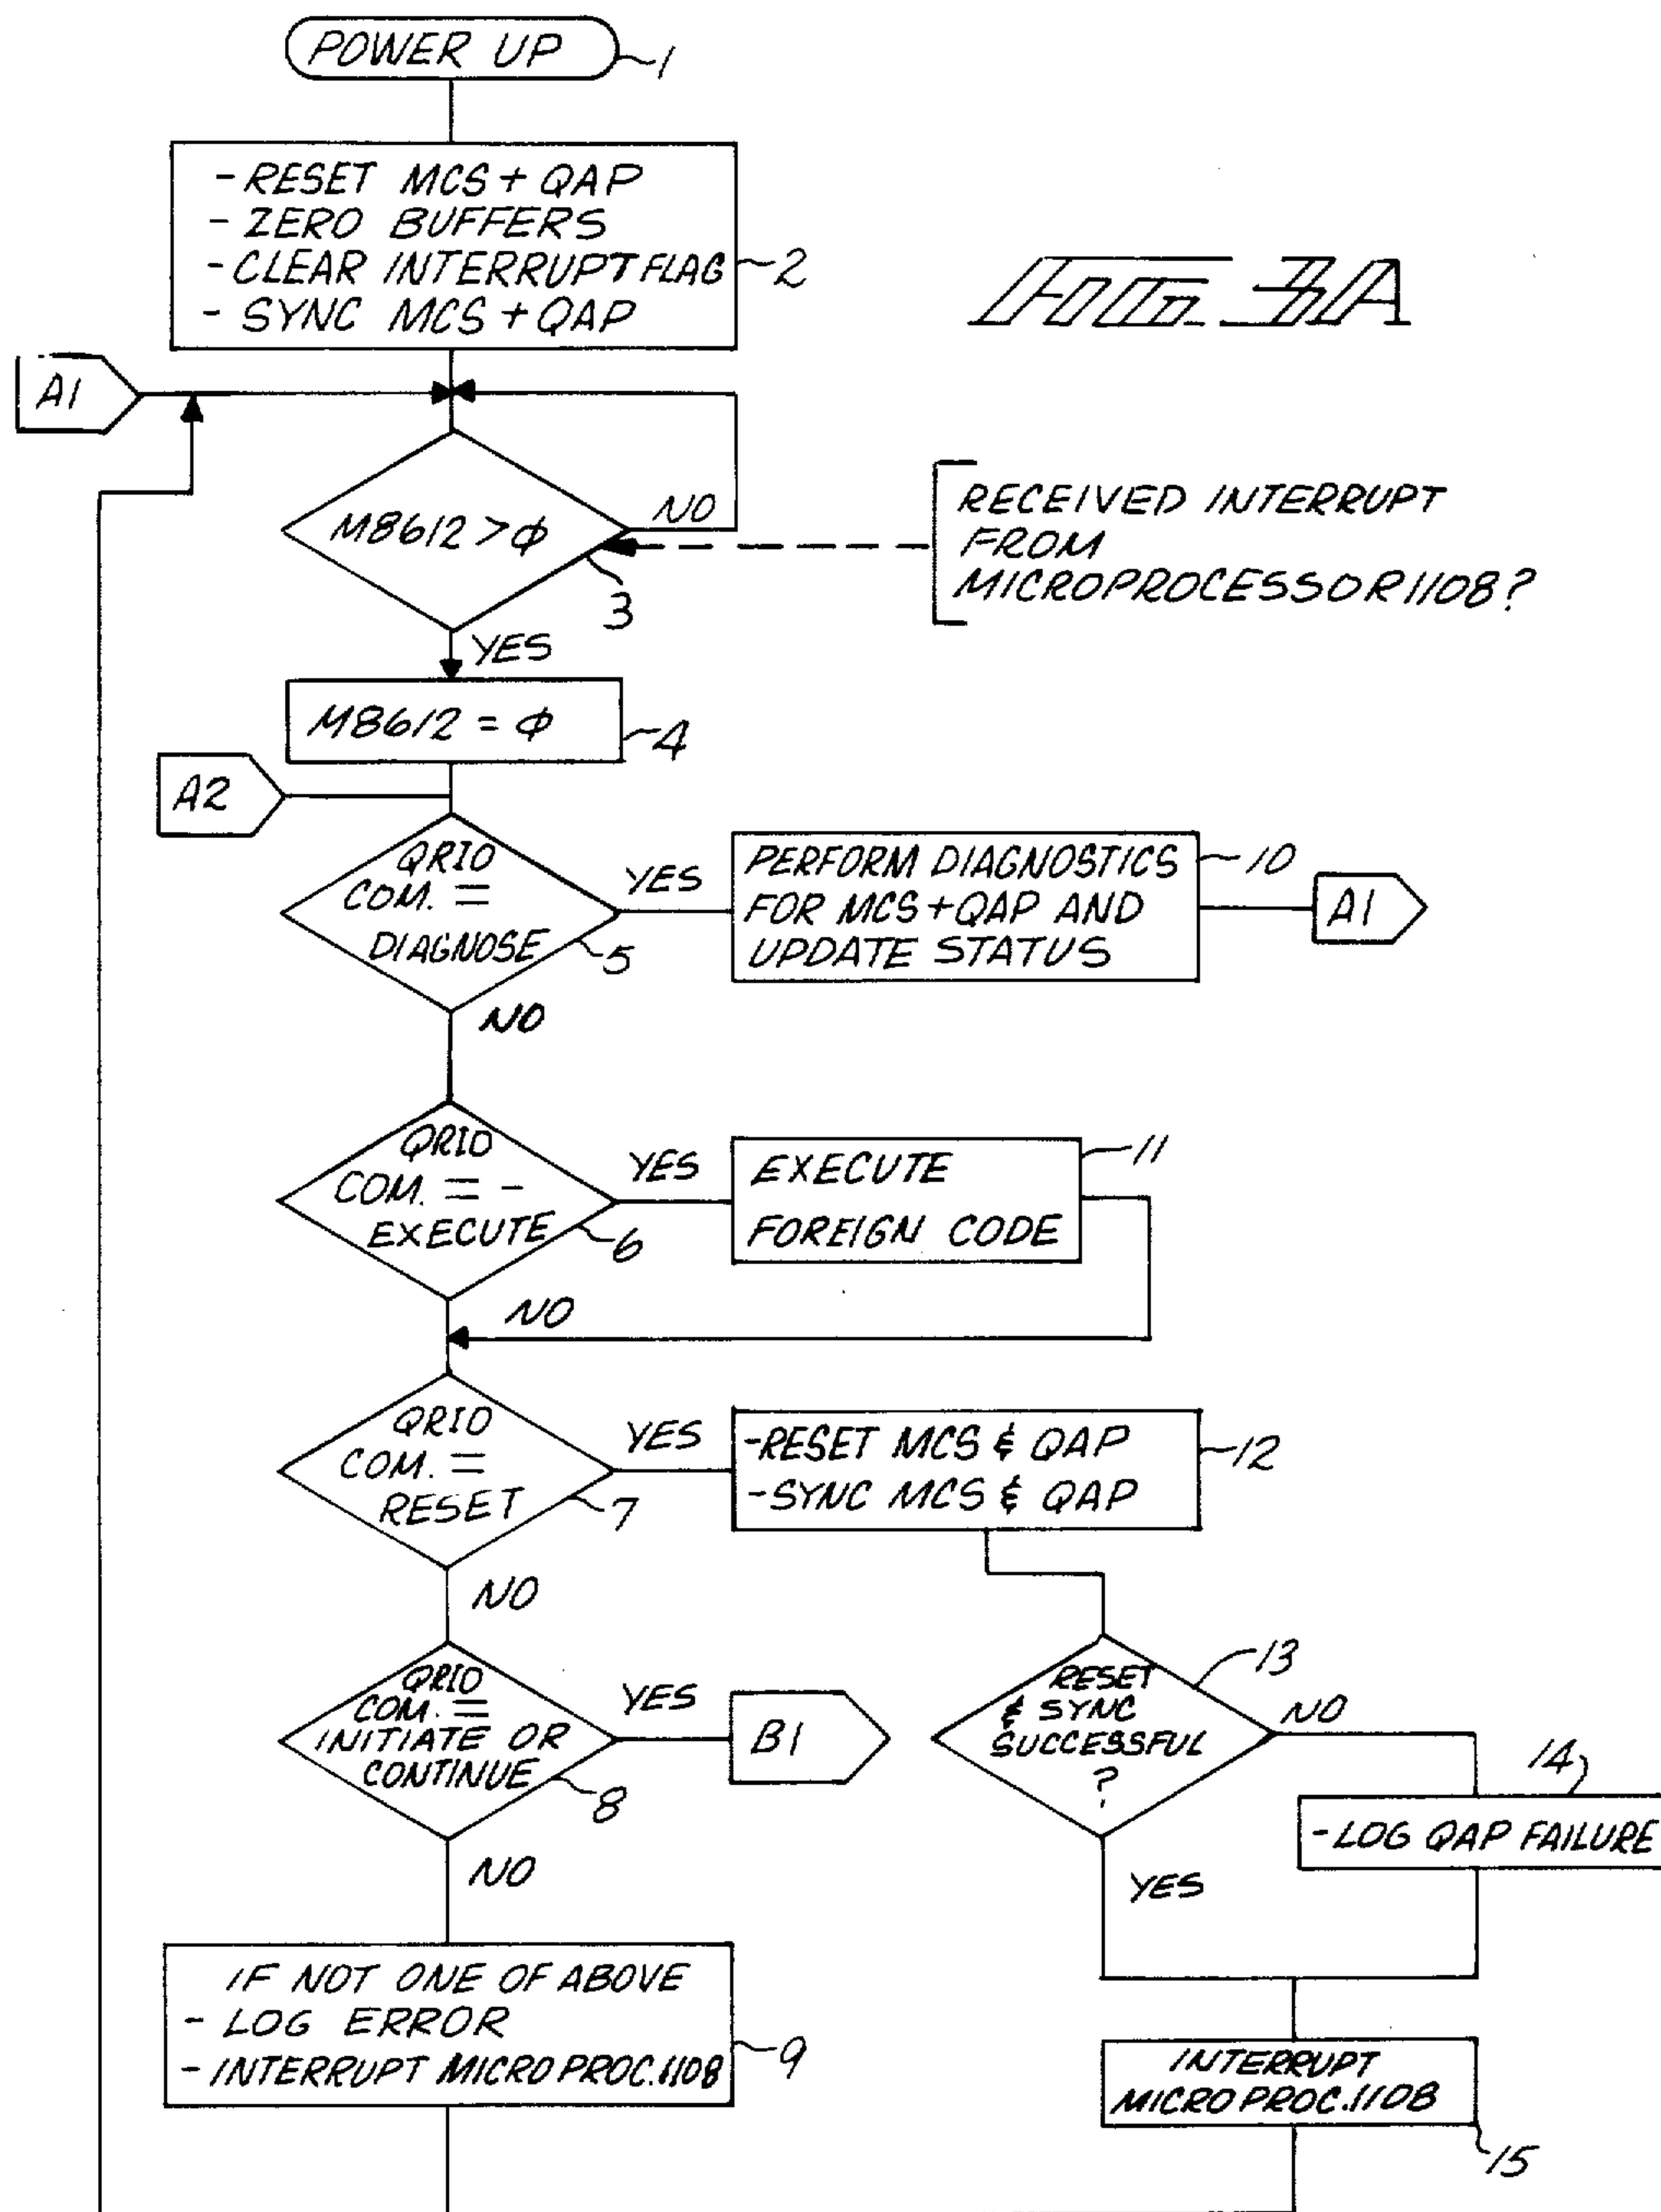 POWER UP
1
- RESET MCS + QAP
- ZERO BUFFERS
- CLEAR INTERRUPT FLAG
- SYNC MCS + QAP
2
FIG. 3A
A1
M8612 > φ
NO
3
RECEIVED INTERRUPT
FROM
MICROPROCESSOR 1108?
YES
M8612 = φ
4
A2
QRIO
COM. =
DIAGNOSE
5
YES
PERFORM DIAGNOSTICS
FOR MCS + QAP AND
UPDATE STATUS
10
A1
NO
QRIO
COM. = -
EXECUTE
6
YES
EXECUTE
FOREIGN CODE
11
NO
QRIO
COM. =
RESET
7
YES
-RESET MCS & QAP
-SYNC MCS & QAP
12
NO
QRIO
COM. =
INITIATE OR
CONTINUE
8
YES
B1
RESET
& SYNC
SUCCESSFUL
?
13
NO
14
- LOG QAP FAILURE
YES
NO
IF NOT ONE OF ABOVE
- LOG ERROR
- INTERRUPT MICROPROC. 1108
9
INTERRUPT
MICROPROC. 1108
15